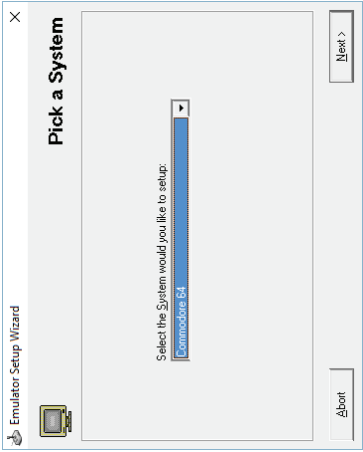 Emulator Setup Wizard
Pick a System
Select the System would you like to setup:
Commodore 64
Abort
Next >